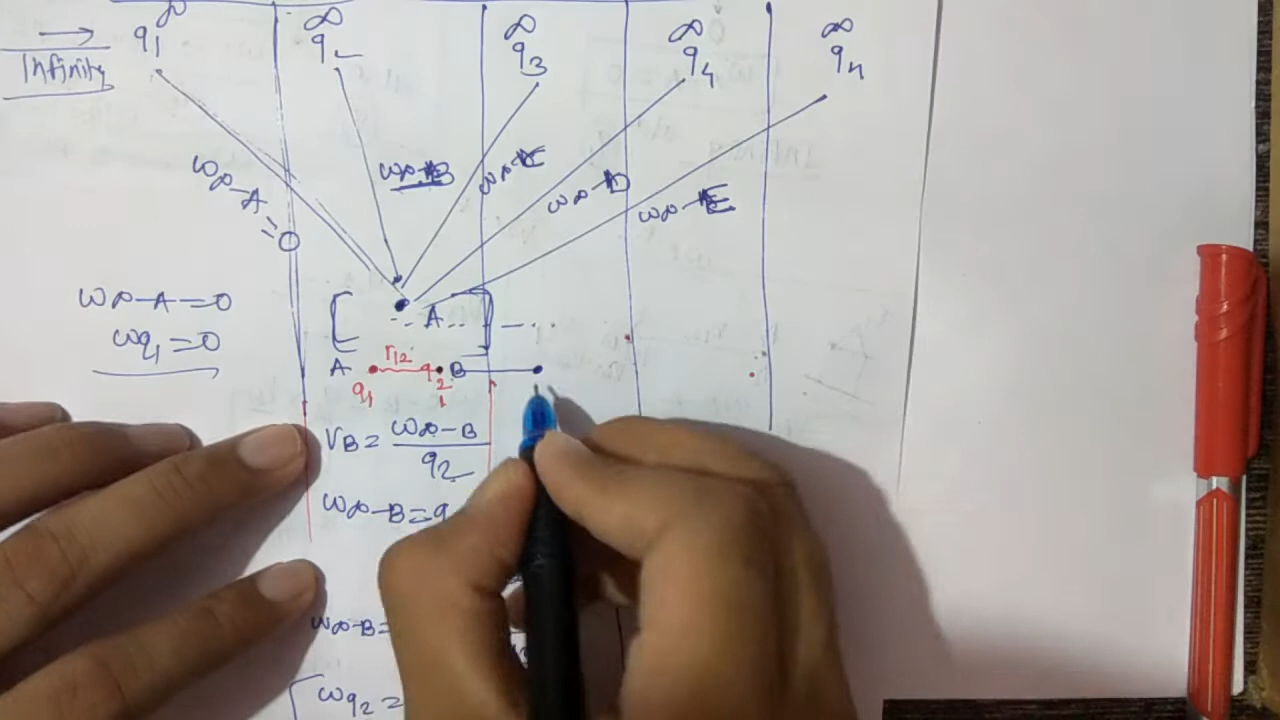 ∞ ∞ ∞ ∞ ∞
→ q1 q2 q3 q4 qn
Infinity
W∞-A = 0
W∞-B
W∞-C
W∞-D
W∞-E
[ A ]
W∞-A = 0
Wq1 = 0
A r12 B
q1 q2
VB = W∞-B / q2
W∞-B = q
W∞-B =
Wq2 =